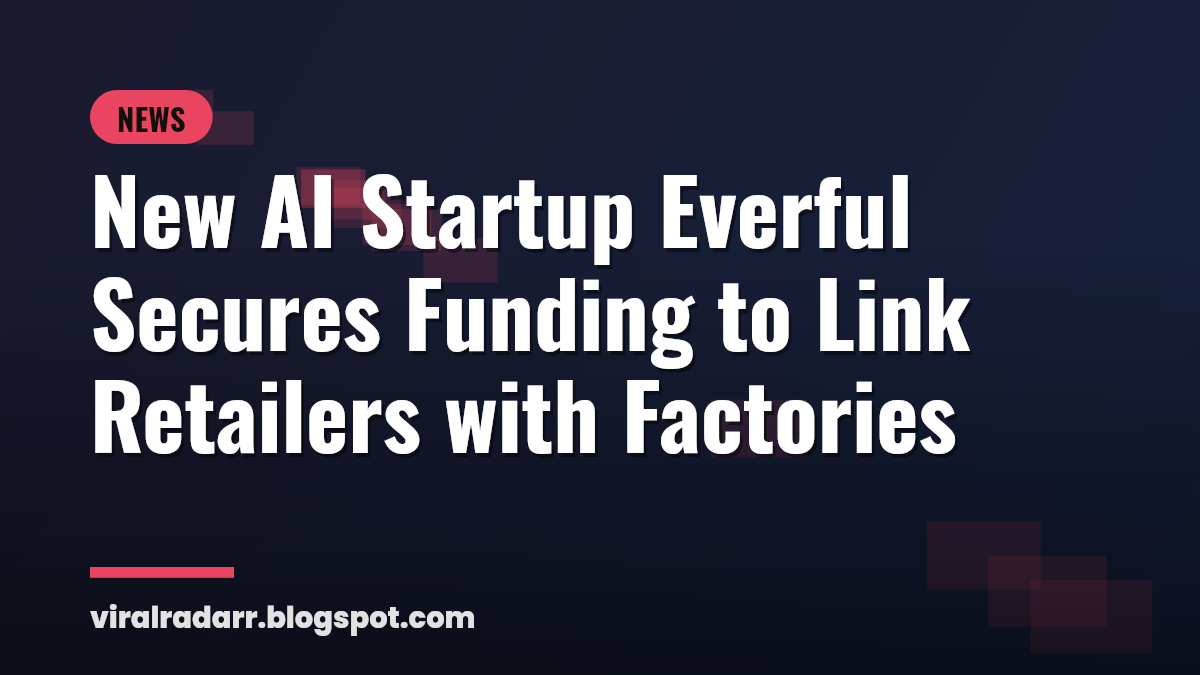 NEWS
New AI Startup Everful
Secures Funding to Link
Retailers with Factories
viralradarr.blogspot.com